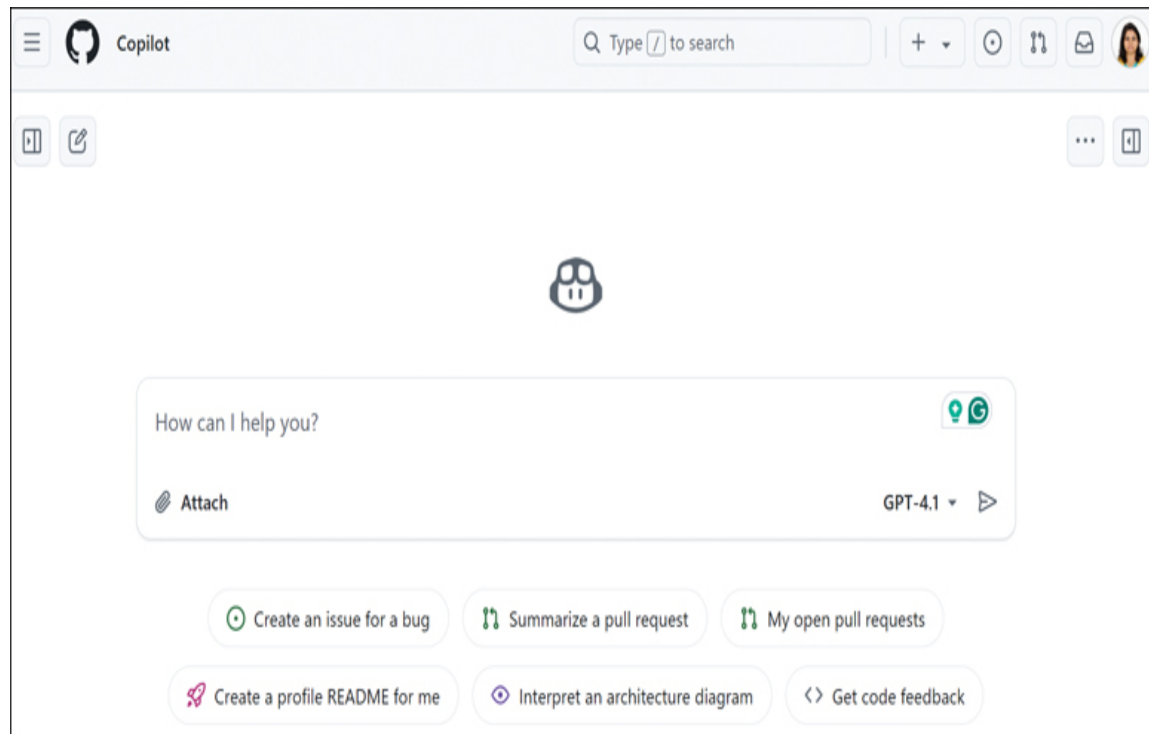 Copilot
Type / to search
How can I help you?
Attach
GPT-4.1
Create an issue for a bug
Summarize a pull request
My open pull requests
Create a profile README for me
Interpret an architecture diagram
Get code feedback